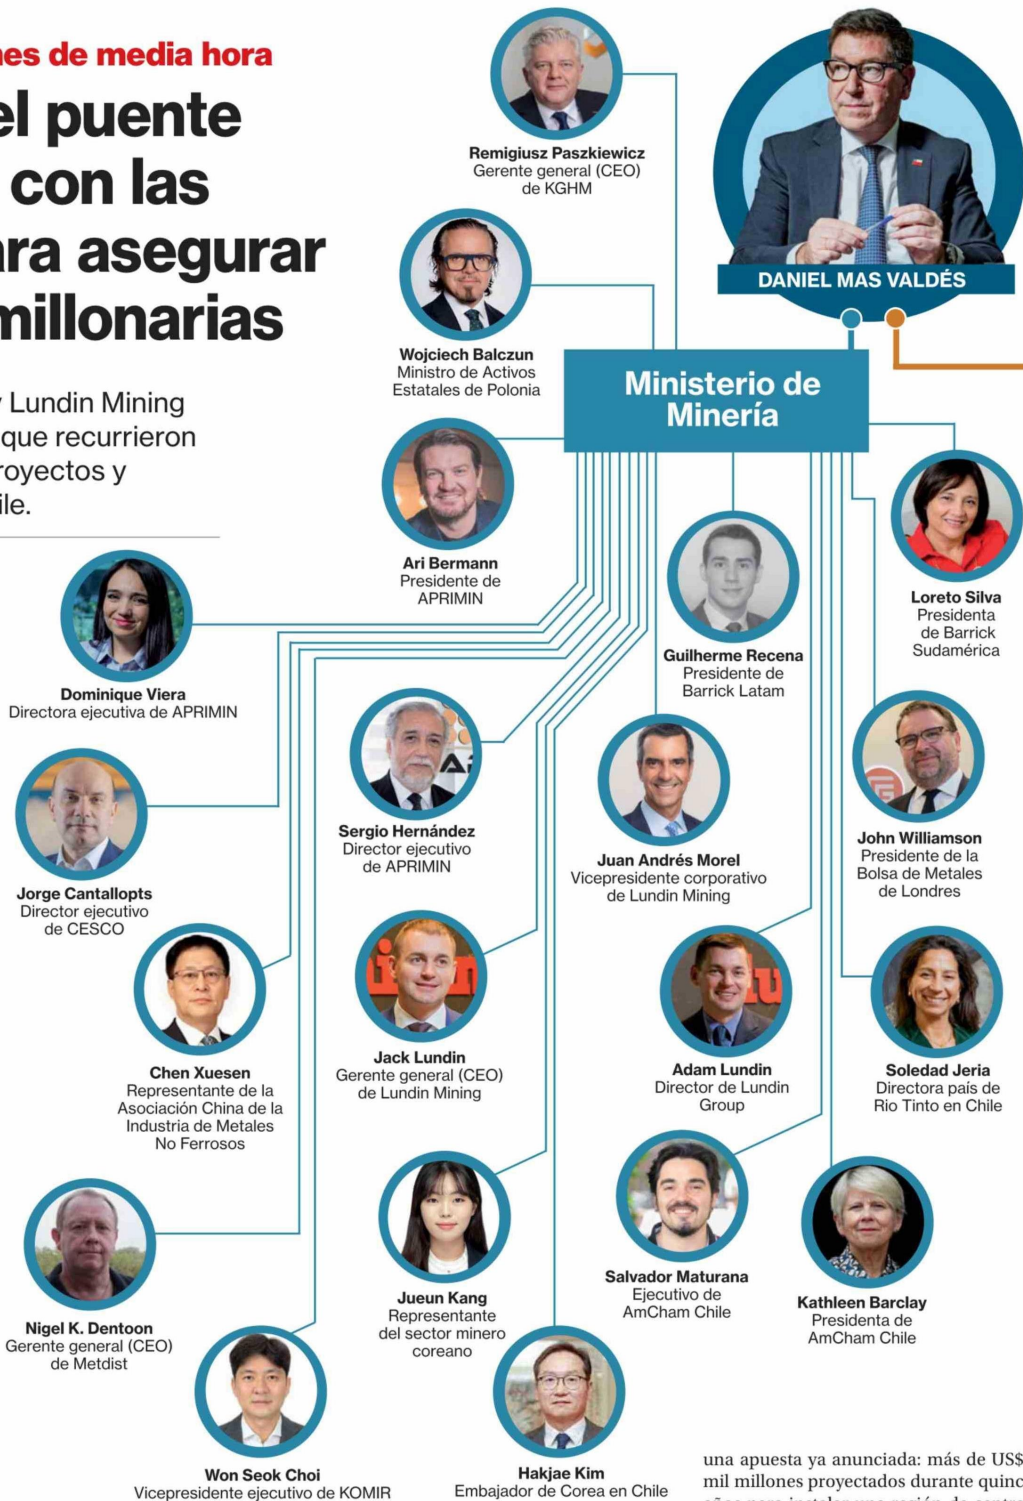 nes de media hora
el puente
con las
ara asegurar
millonarias
y Lundin Mining
que recurrieron
royectos y
ile.
Remigiusz Paszkiewicz
Gerente general (CEO)
de KGHM
DANIEL MAS VALDÉS
Wojciech Balczun
Ministro de Activos
Estatales de Polonia
Ministerio de
Minería
Ari Bermann
Presidente de
APRIMIN
Loreto Silva
Presidenta
de Barrick
Sudamérica
Guilherme Recena
Presidente de
Barrick Latam
Dominique Viera
Directora ejecutiva de APRIMIN
Sergio Hernández
Director ejecutivo
de APRIMIN
Juan Andrés Morel
Vicepresidente corporativo
de Lundin Mining
John Williamson
Presidente de la
Bolsa de Metales
de Londres
Jorge Cantallopts
Director ejecutivo
de CESCO
Chen Xuesen
Representante de la
Asociación China de la
Industria de Metales
No Ferrosos
Jack Lundin
Gerente general (CEO)
de Lundin Mining
Adam Lundin
Director de Lundin
Group
Soledad Jeria
Directora país de
Rio Tinto en Chile
Nigel K. Dentoon
Gerente general (CEO)
de Metdist
Jueun Kang
Representante
del sector minero
coreano
Salvador Maturana
Ejecutivo de
AmCham Chile
Kathleen Barclay
Presidenta de
AmCham Chile
Won Seok Choi
Vicepresidente ejecutivo de KOMIR
Hakjae Kim
Embajador de Corea en Chile
una apuesta ya anunciada: más de US$
mil millones proyectados durante quinc